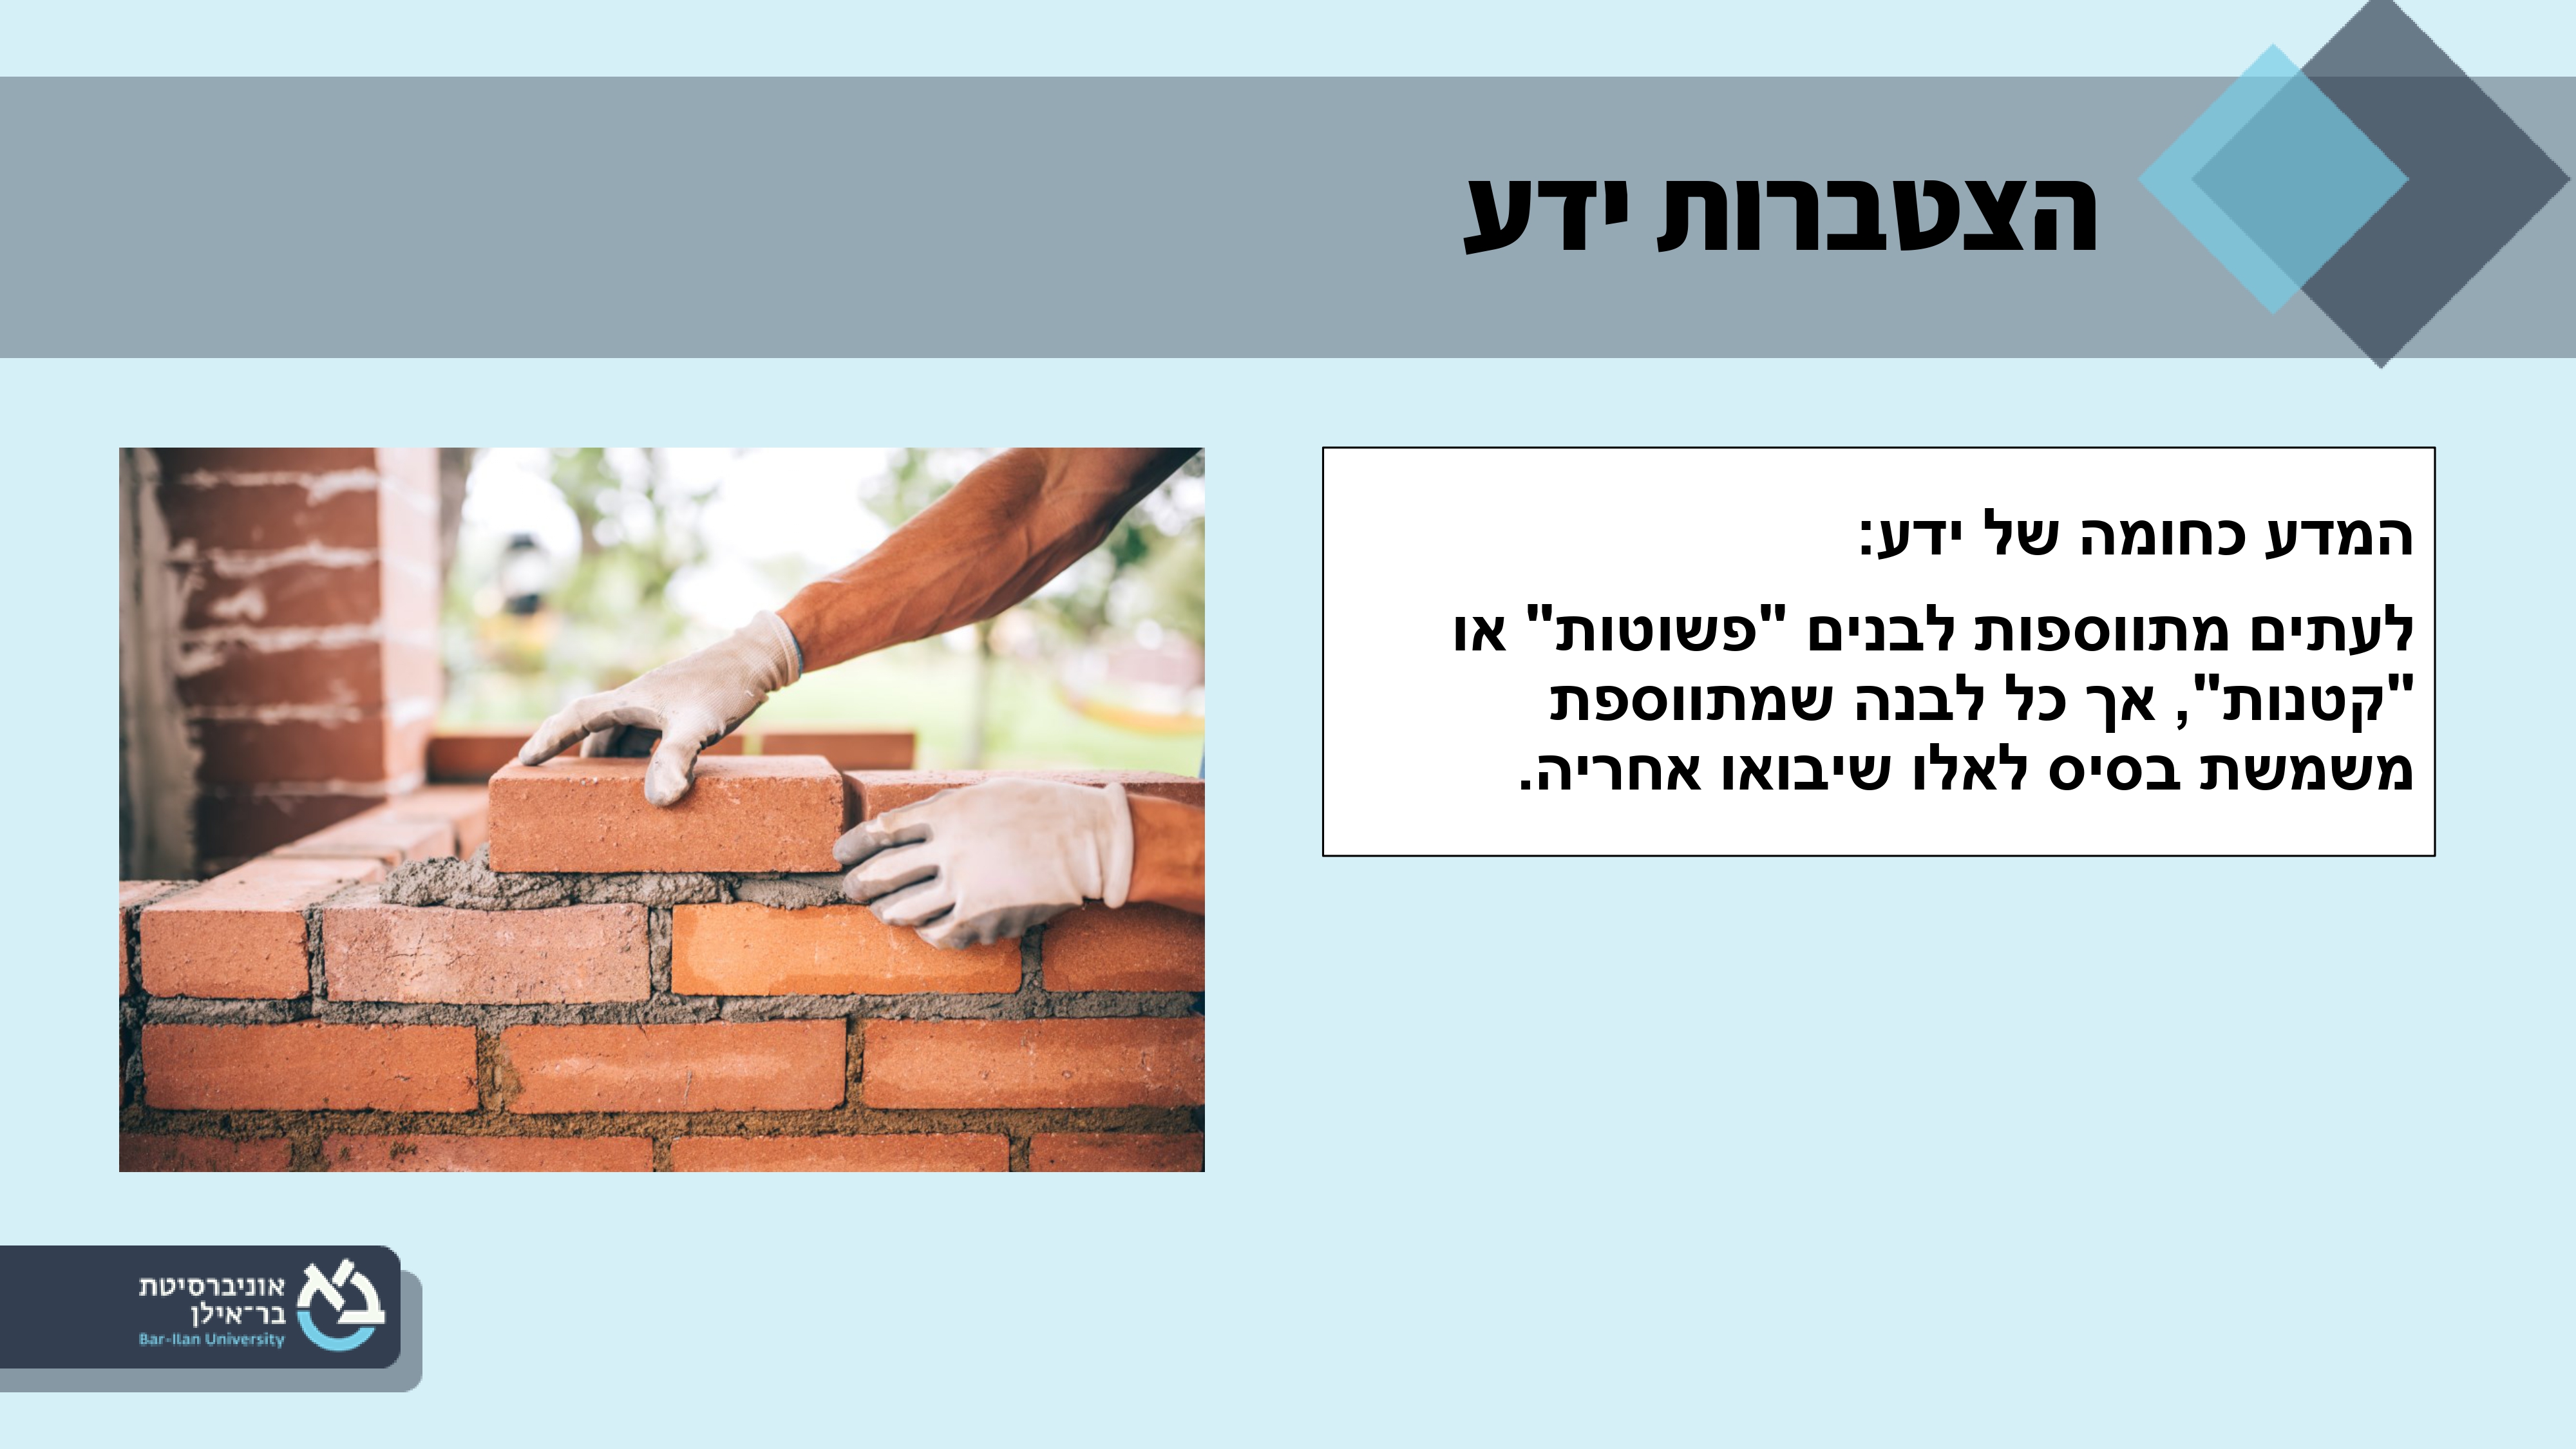 הצטברות ידע
המדע כחומה של ידע:
לעתים מתווספות לבנים "פשוטות" או
"קטנות", אך כל לבנה שמתווספת
משמשת בסיס לאלו שיבואו אחריה.
אוניברסיטת
בר־אילן
Bar-Ilan University